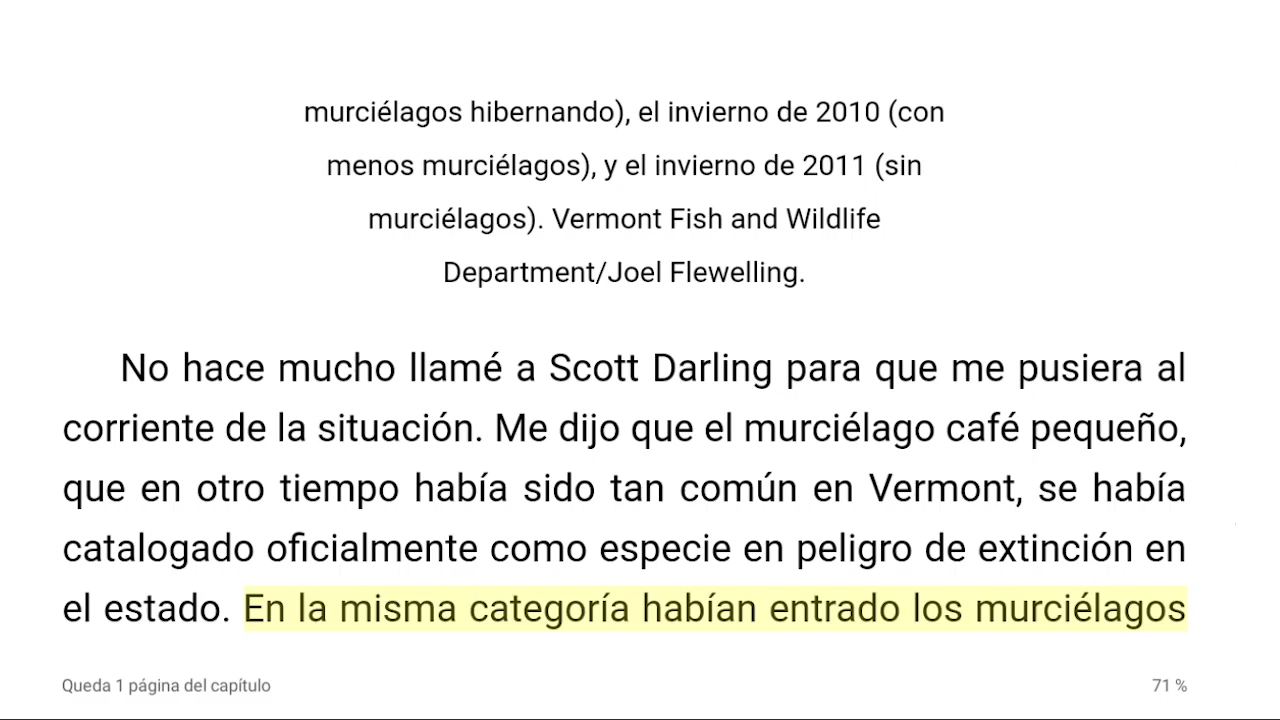 murciélagos hibernando), el invierno de 2010 (con
menos murciélagos), y el invierno de 2011 (sin
murciélagos). Vermont Fish and Wildlife
Department/Joel Flewelling.
No hace mucho llamé a Scott Darling para que me pusiera al
corriente de la situación. Me dijo que el murciélago café pequeño,
que en otro tiempo había sido tan común en Vermont, se había
catalogado oficialmente como especie en peligro de extinción en
el estado. En la misma categoría habían entrado los murciélagos
Queda 1 página del capítulo
71 %